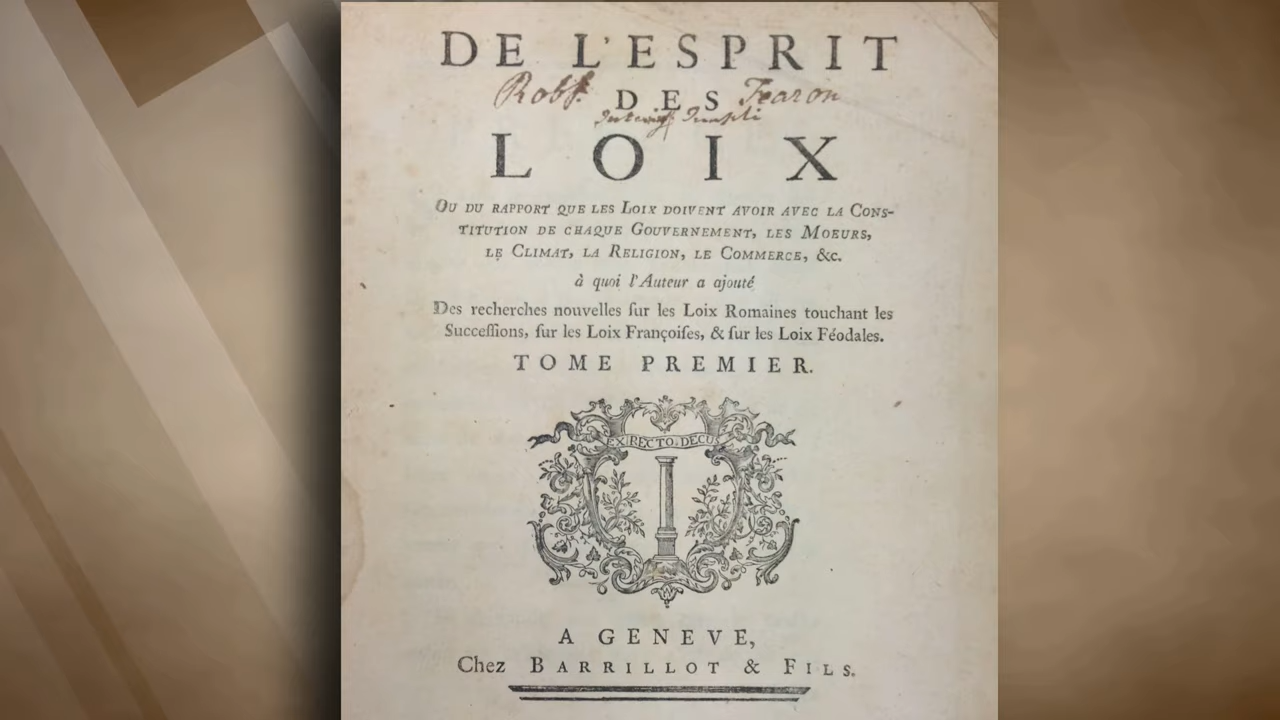 DE L'ESPRIT
Robt. DES Fearon
LOIX
OU DU RAPPORT QUE LES LOIX DOIVENT AVOIR AVEC LA CONS-
TITUTION DE CHAQUE GOUVERNEMENT, LES MOEURS,
LE CLIMAT, LA RELIGION, LE COMMERCE, &c.
à quoi l'Auteur a ajouté
Des recherches nouvelles ſur les Loix Romaines touchant les
Succeſſions, ſur les Loix Françoiſes, & ſur les Loix Féodales.
TOME PREMIER.
EX RECTO DECUS
A GENEVE,
Chez BARRILLOT & FILS.